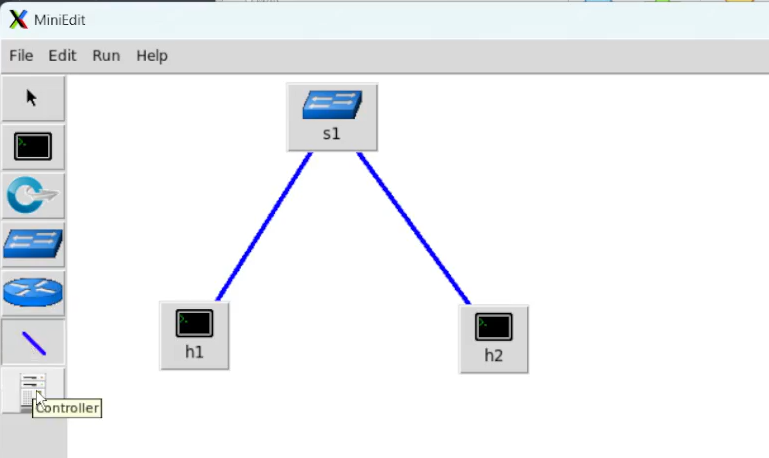 MiniEdit
File Edit Run Help
s1
h1
h2
Controller